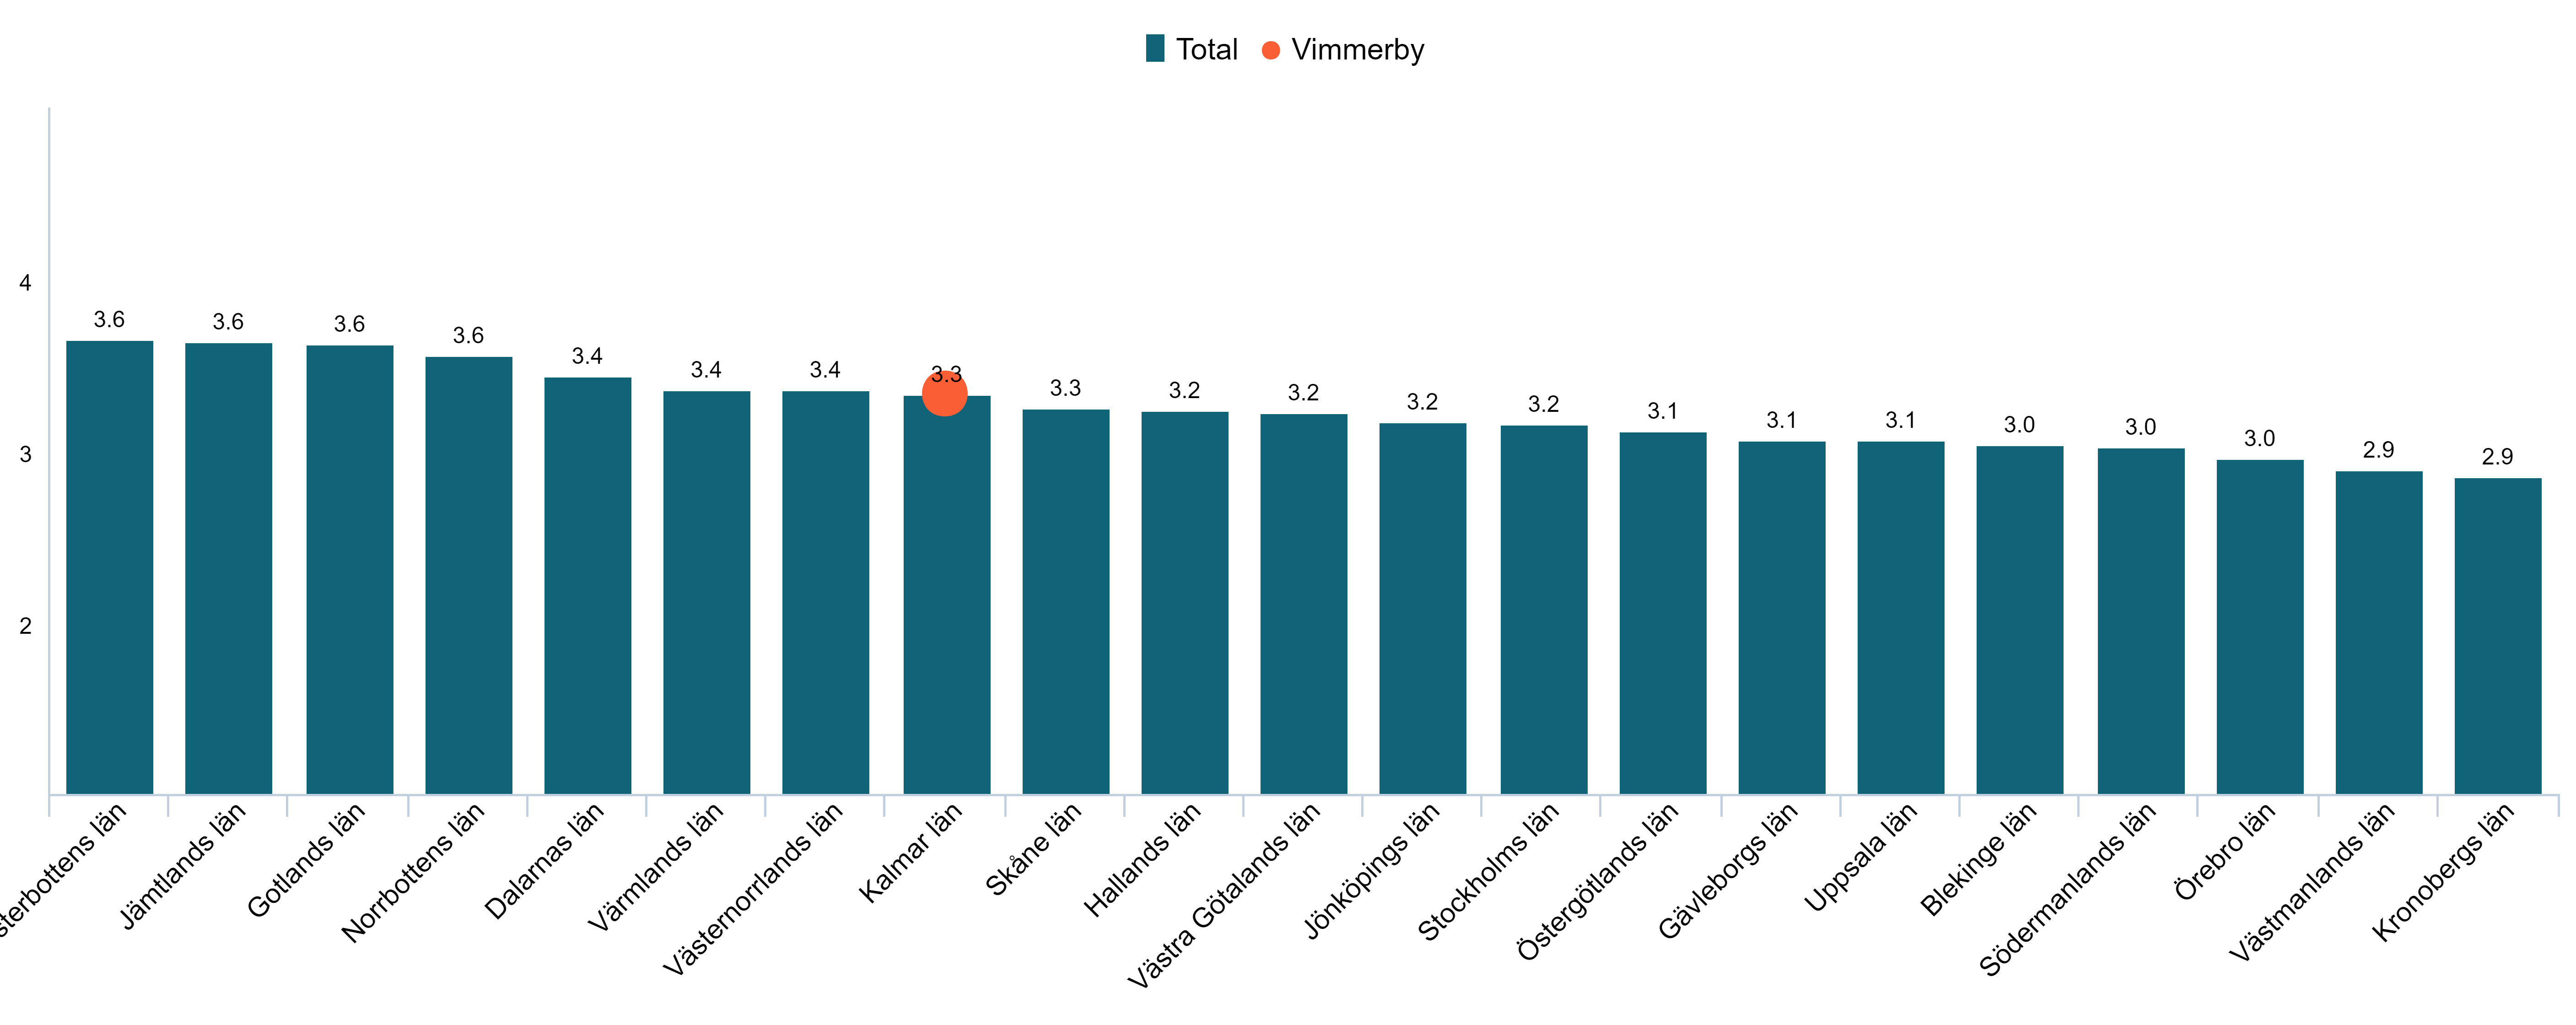 Total Vimmerby
4
3
2
3.6 3.6 3.6 3.6 3.4 3.4 3.4 3.3 3.3 3.2 3.2 3.2 3.2 3.1 3.1 3.1 3.0 3.0 3.0 2.9 2.9
sterbottens län
Jämtlands län
Gotlands län
Norrbottens län
Dalarnas län
Värmlands län
Västernorrlands län
Kalmar län
Skåne län
Hallands län
Västra Götalands län
Jönköpings län
Stockholms län
Östergötlands län
Gävleborgs län
Uppsala län
Blekinge län
Södermanlands län
Örebro län
Västmanlands län
Kronobergs län